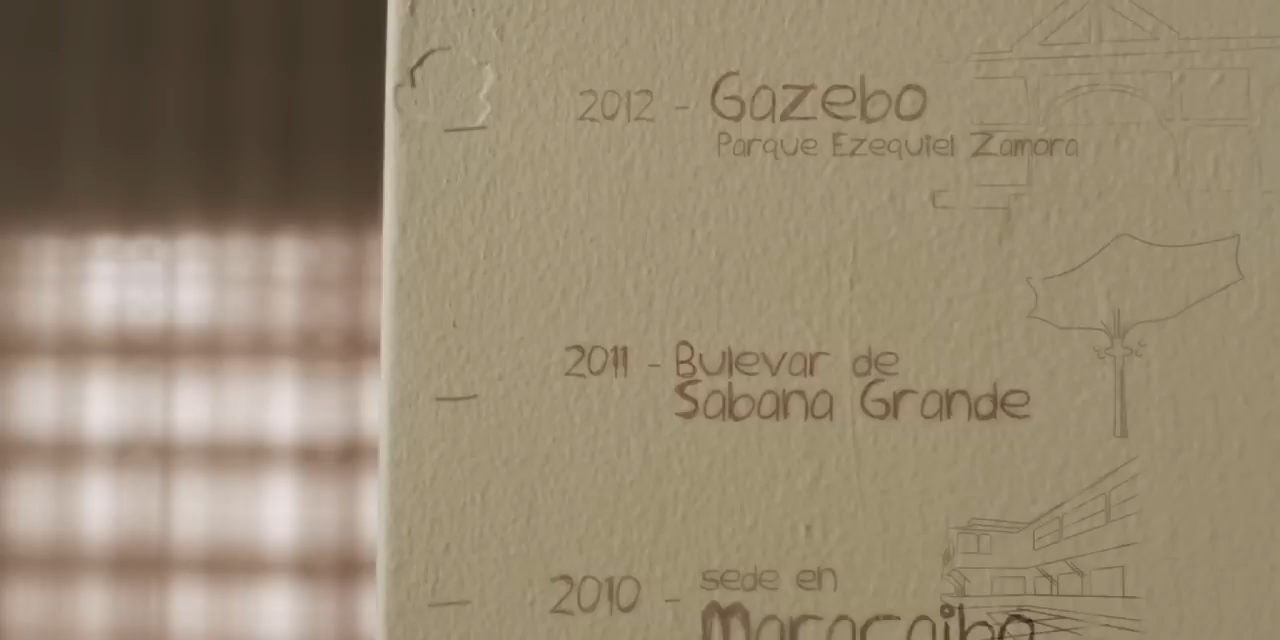 2012 - Gazebo
Parque Ezequiel Zamora
2011 - Bulevar de
Sabana Grande
2010 - sede en
Maracaibo